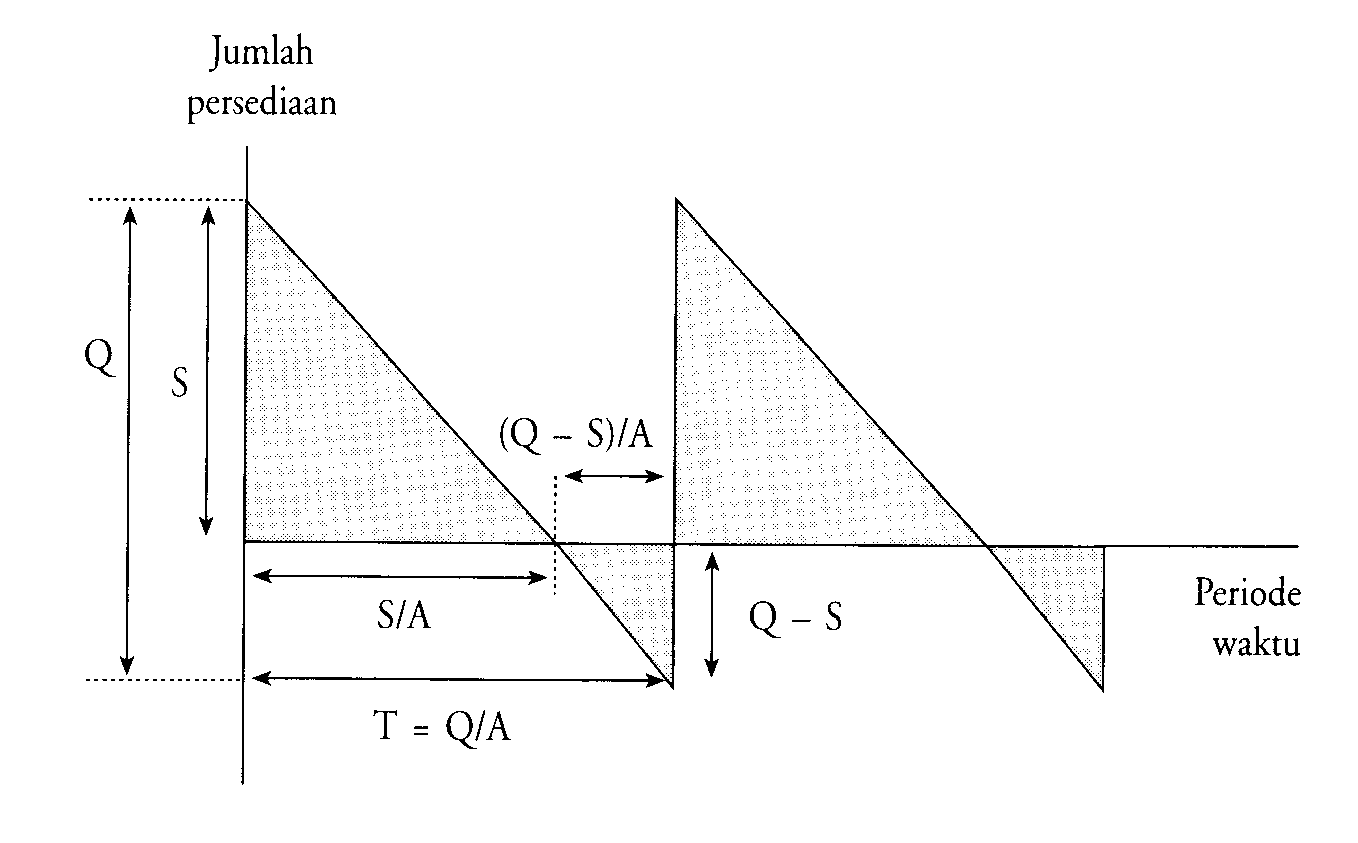 Jumlah
persediaan
Q
S
(Q – S)/A
S/A
Q – S
Periode
waktu
T = Q/A